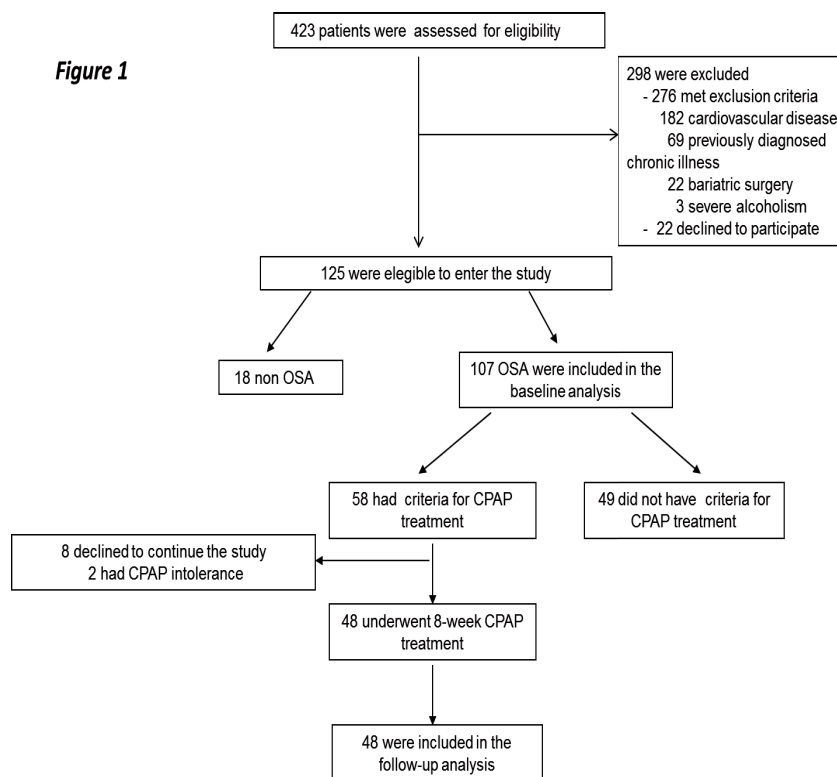 423 patients were assessed for eligibility
Figure 1
298 were excluded
- 276 met exclusion criteria
182 cardiovascular disease
69 previously diagnosed
chronic illness
22 bariatric surgery
3 severe alcoholism
- 22 declined to participate
125 were elegible to enter the study
18 non OSA
107 OSA were included in the
baseline analysis
58 had criteria for CPAP
treatment
49 did not have criteria for
CPAP treatment
8 declined to continue the study
2 had CPAP intolerance
48 underwent 8-week CPAP
treatment
48 were included in the
follow-up analysis